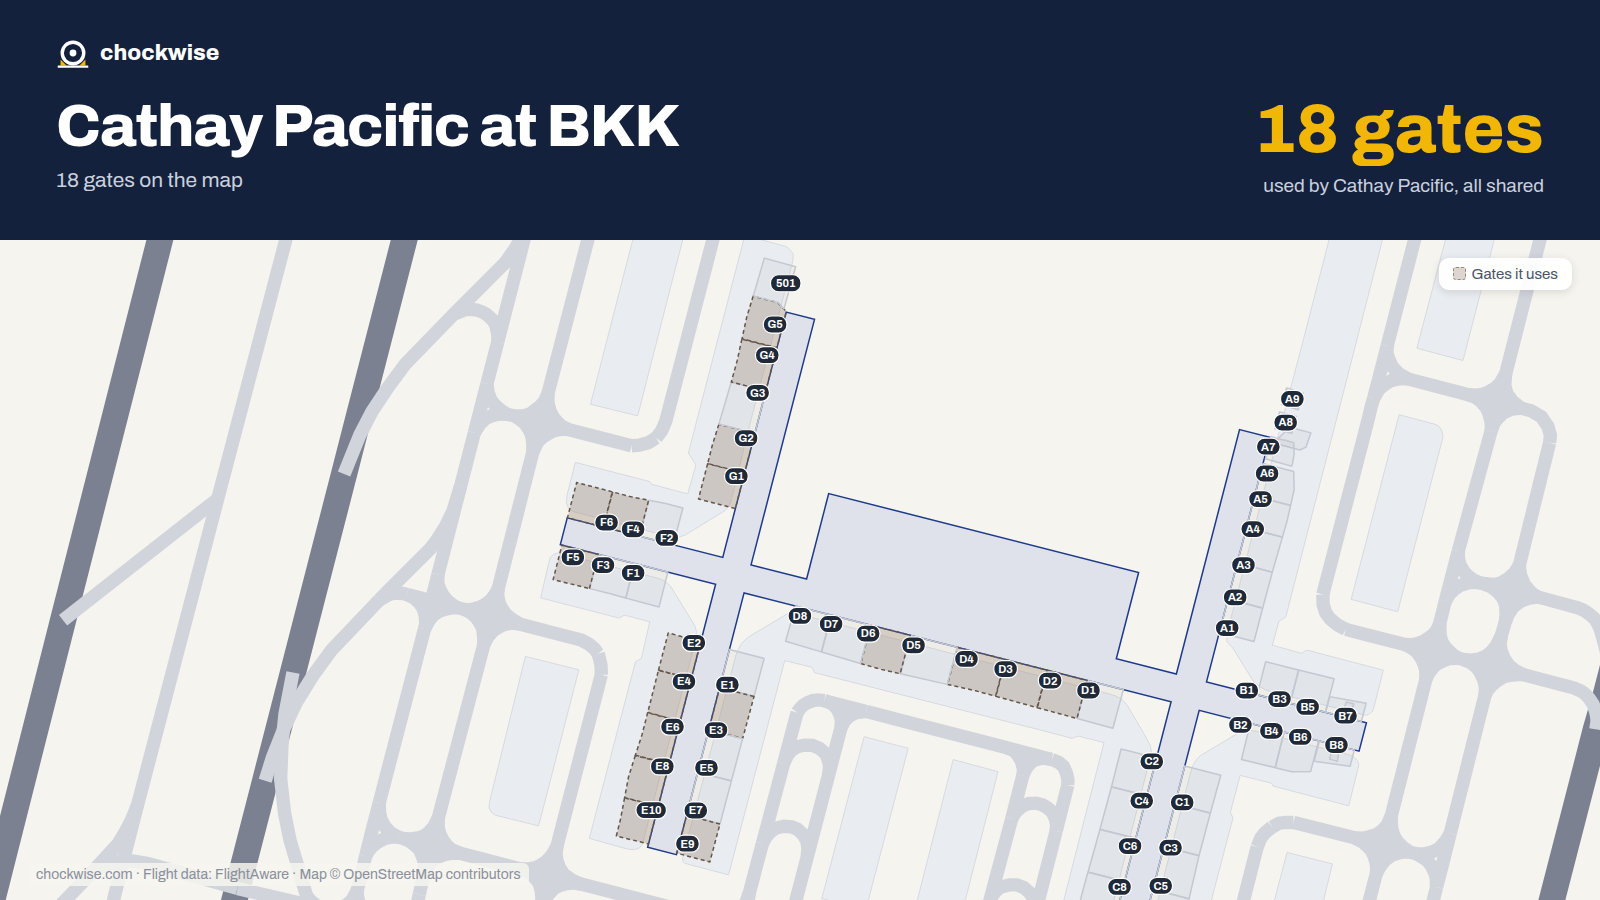 chockwise
Cathay Pacific at BKK
18 gates on the map
18 gates
used by Cathay Pacific, all shared
Gates it uses
501
G5
G4
G3
G2
G1
F6
F4
F2
F5
F3
F1
E2
E4
E1
E6
E3
E8
E5
E10
E7
E9
D8
D7
D6
D5
D4
D3
D2
D1
A9
A8
A7
A6
A5
A4
A3
A2
A1
B1
B3
B5
B7
B2
B4
B6
B8
C2
C4
C1
C6
C3
C8
C5
chockwise.com · Flight data: FlightAware · Map © OpenStreetMap contributors